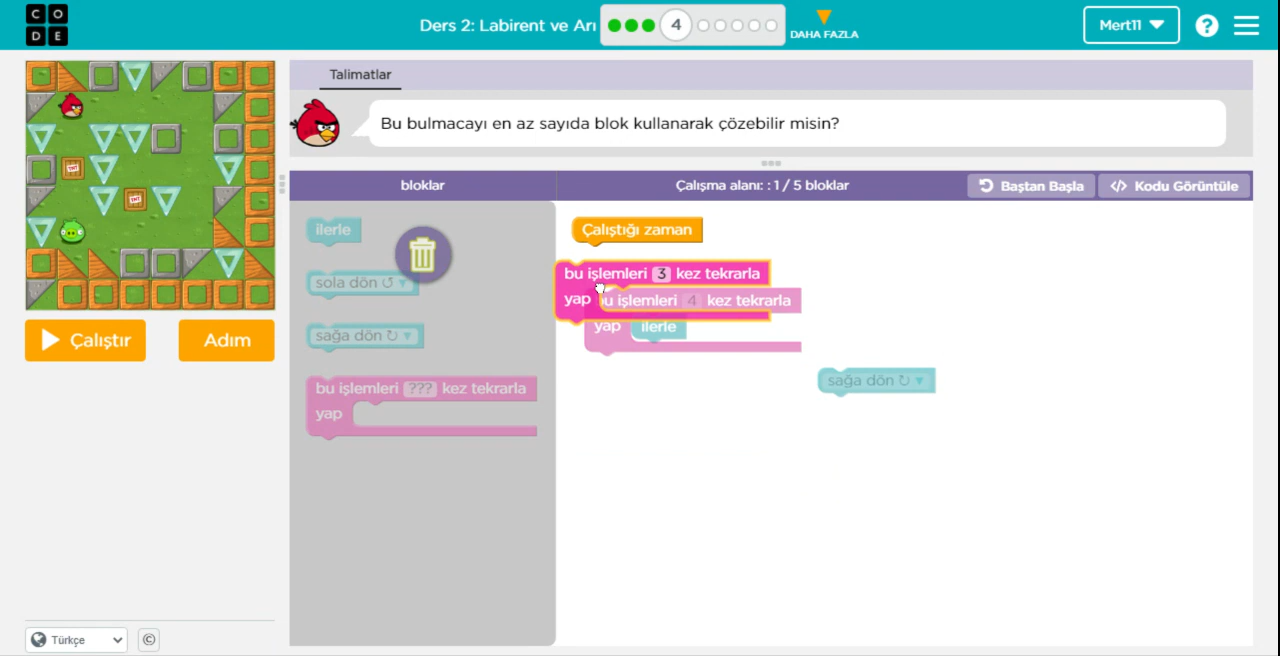 C O
D E
Ders 2: Labirent ve Arı
4
DAHA FAZLA
Mert11
?
Talimatlar
Bu bulmacayı en az sayıda blok kullanarak çözebilir misin?
bloklar
Çalışma alanı: : 1 / 5 bloklar
Baştan Başla
</> Kodu Görüntüle
TNT
TNT
Çalıştır
Adım
ilerle
sola dön ↺ ▼
sağa dön ↻ ▼
bu işlemleri ??? kez tekrarla
yap
Çalıştığı zaman
bu işlemleri 3 kez tekrarla
yap
u işlemleri 4 kez tekrarla
yap ilerle
sağa dön ↻ ▼
Türkçe
©